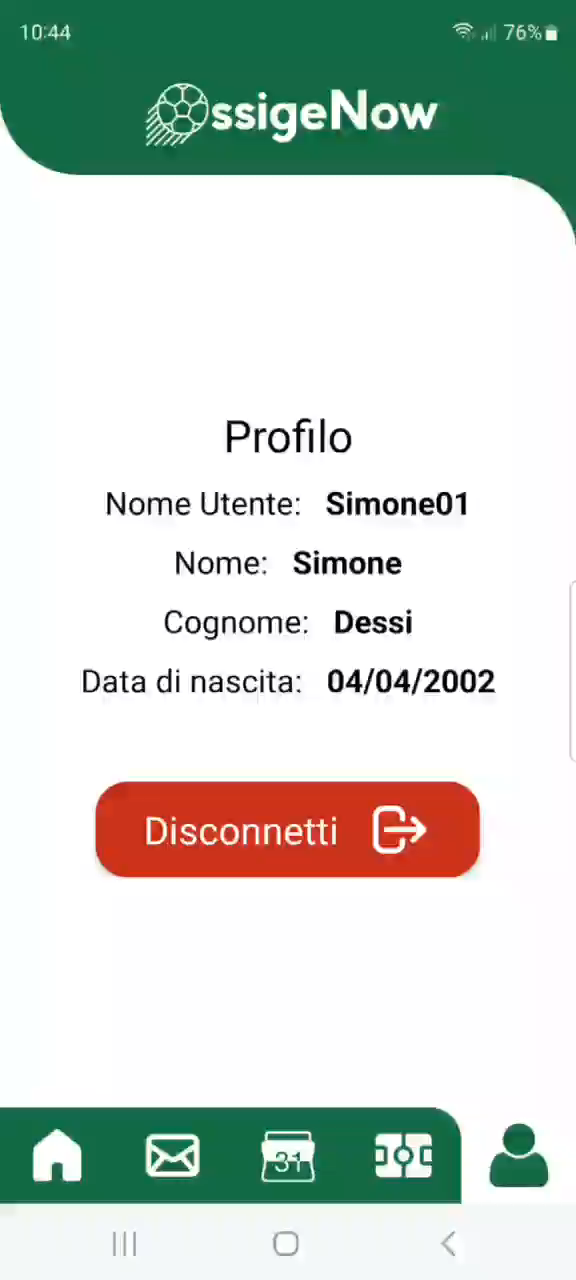 10:44
76%
OssigeNow
Profilo
Nome Utente: Simone01
Nome: Simone
Cognome: Dessi
Data di nascita: 04/04/2002
Disconnetti
31